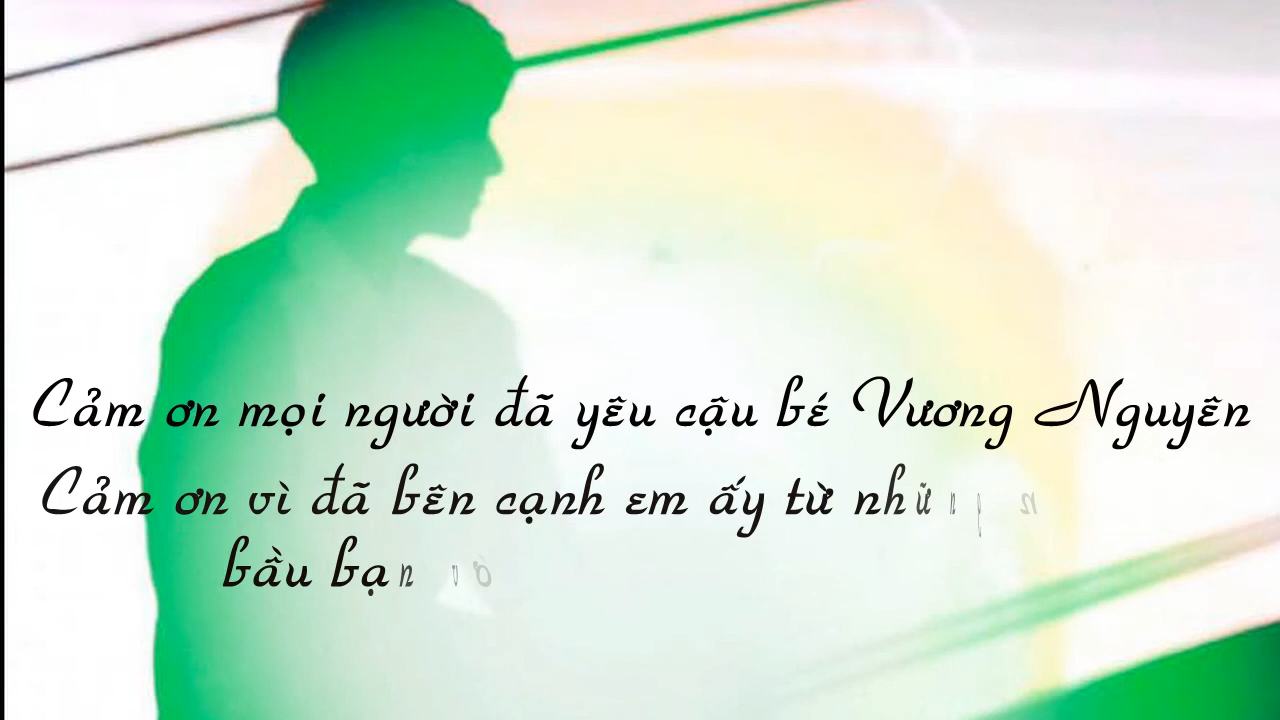 Cảm ơn mọi người đã yêu cậu bé Vương Nguyên
Cảm ơn vì đã bên cạnh em ấy từ những
bầu bạn